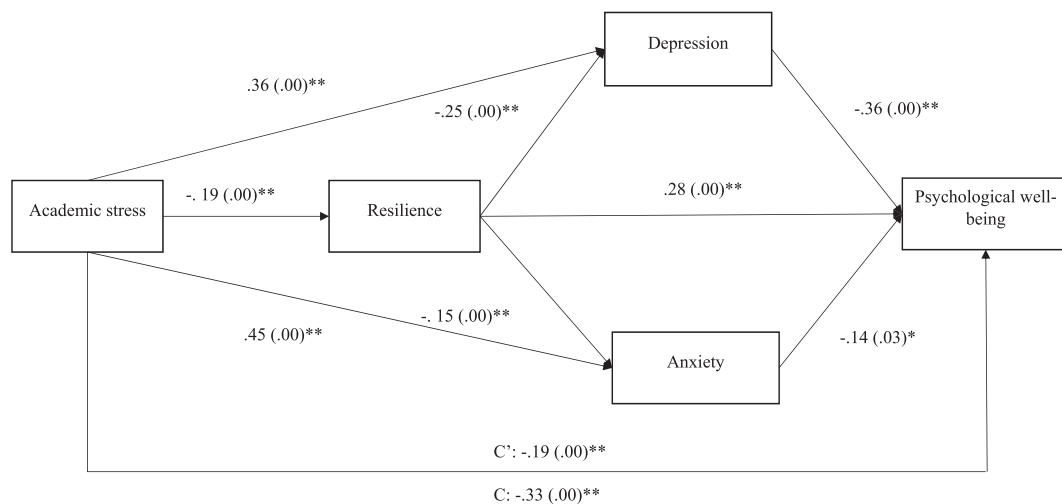 Depression
.36 (.00)**
-.25 (.00)**
-.36 (.00)**
Academic stress
-. 19 (.00)**
Resilience
.28 (.00)**
Psychological well-
being
.45 (.00)**
-. 15 (.00)**
Anxiety
-.14 (.03)*
C’: -.19 (.00)**
C: -.33 (.00)**